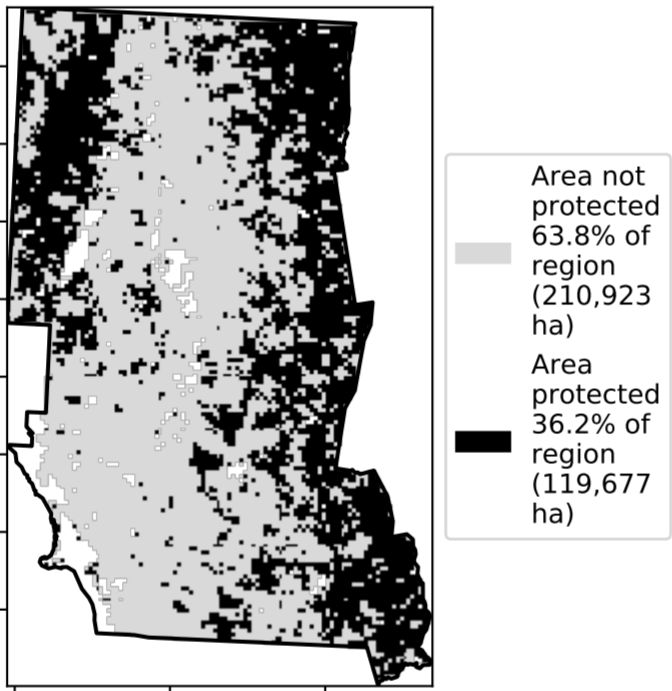 Area not
protected
63.8% of
region
(210,923
ha)
Area
protected
36.2% of
region
(119,677
ha)